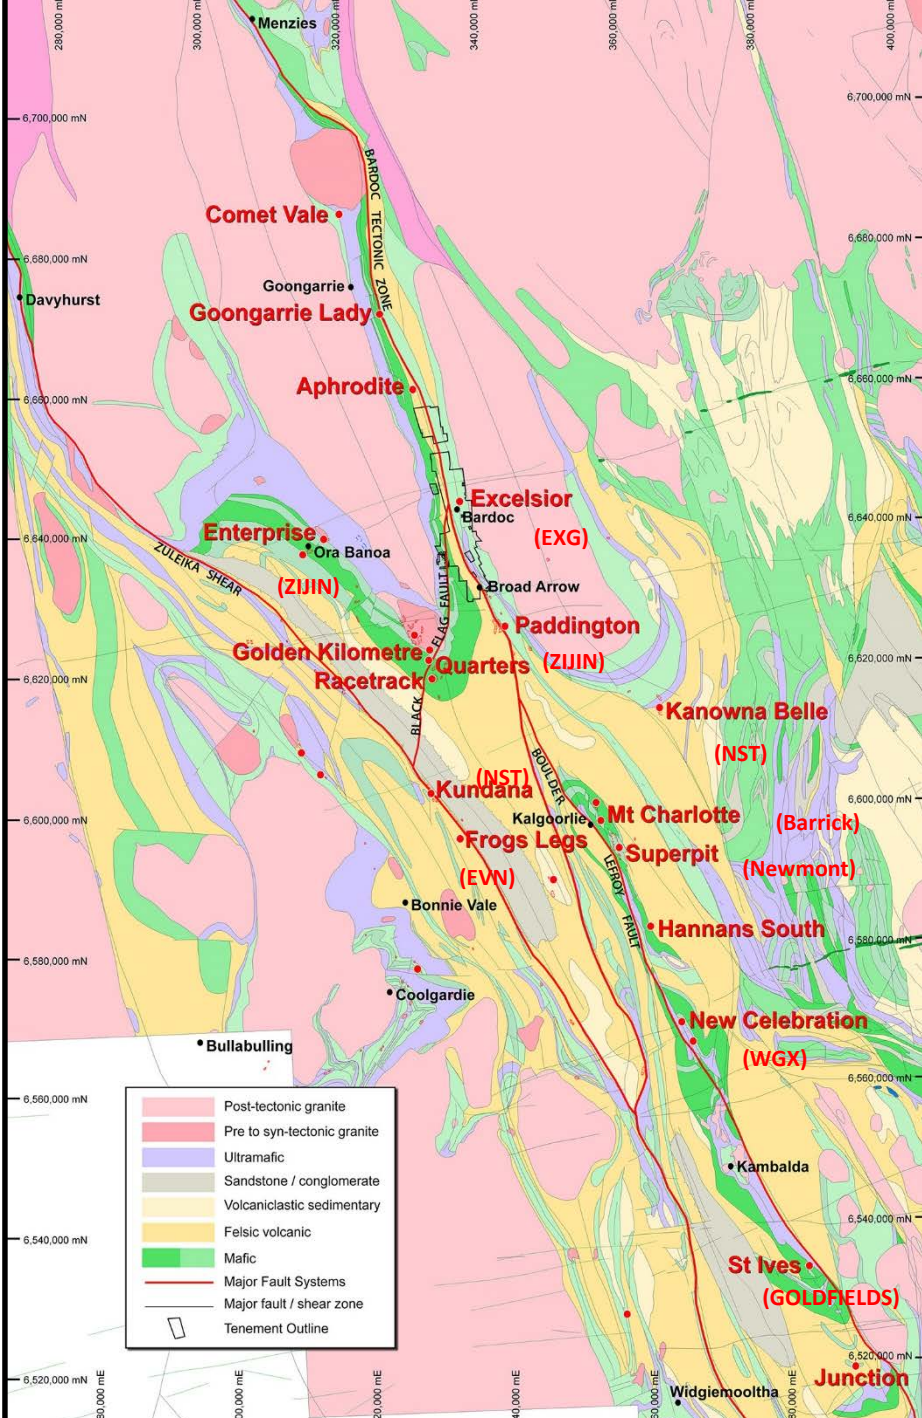 280,000 mE
300,000 mE
320,000 mE
340,000 mE
360,000 mE
380,000 mE
400,000 mE
Menzies
6,700,000 mN
6,700,000 mN
BARDOC TECTONIC ZONE
Comet Vale
6,680,000 mN
6,680,000 mN
Goongarrie
Davyhurst
Goongarrie Lady
6,660,000 mN
Aphrodite
6,660,000 mN
Excelsior
Bardoc
6,640,000 mN
Enterprise
(EXG)
6,640,000 mN
Ora Banoa
ZULEIKA SHEAR
(ZIJIN)
Broad Arrow
BLACK FLAG FAULT
Paddington
Golden Kilometre
Quarters
(ZIJIN)
6,620,000 mN
6,620,000 mN
Racetrack
Kanowna Belle
(NST)
(NST)
BOULDER LEFROY FAULT
Kundana
6,600,000 mN
6,600,000 mN
Kalgoorlie
Mt Charlotte
(Barrick)
Frogs Legs
Superpit
(EVN)
(Newmont)
Bonnie Vale
Hannans South
6,580,000 mN
6,580,000 mN
Coolgardie
New Celebration
Bullabulling
(WGX)
6,560,000 mN
6,560,000 mN
Post-tectonic granite
Pre to syn-tectonic granite
Ultramafic
Sandstone / conglomerate
Volcaniclastic sedimentary
Felsic volcanic
Mafic
Major Fault Systems
Major fault / shear zone
Tenement Outline
Kambalda
6,540,000 mN
6,540,000 mN
St Ives
(GOLDFIELDS)
6,520,000 mN
6,520,000 mN
Junction
Widgiemooltha